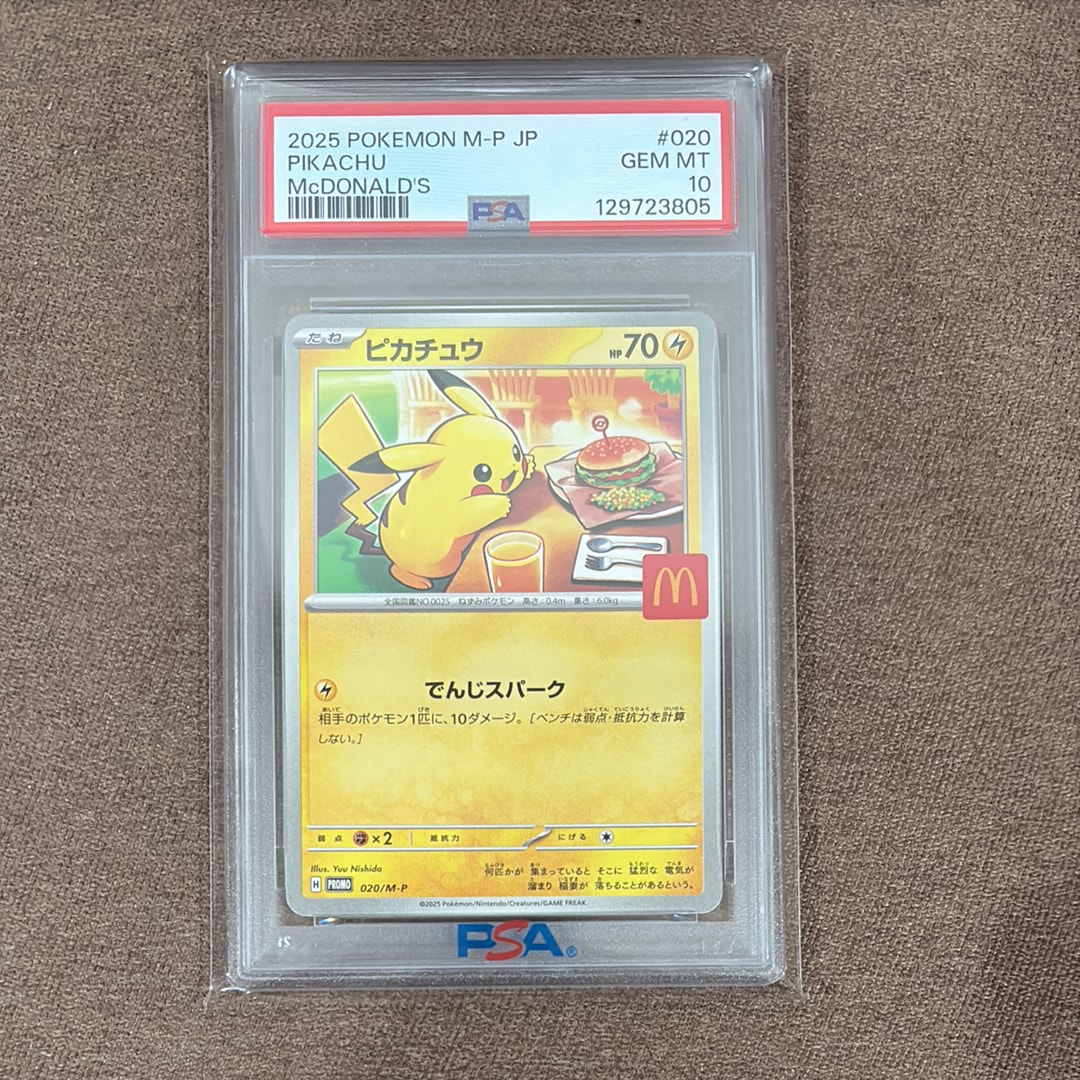 2025 POKEMON M-P JP #020
PIKACHU GEM MT
McDONALD'S 10
PSA 129723805
たね ピカチュウ HP70
全国図鑑NO.0025 ねずみポケモン 高さ:0.4m 重さ:6.0kg
でんじスパーク
相手のポケモン1匹に、10ダメージ。[ベンチは弱点・抵抗力を計算
しない。]
弱点 ×2 抵抗力 にげる
Illus. Yuu Nishida
何匹かが 集まっていると そこに 猛烈な 電気が
溜まり 稲妻が 落ちることがあるという。
H PROMO 020/M-P
©2025 Pokémon/Nintendo/Creatures/GAME FREAK.
PSA®